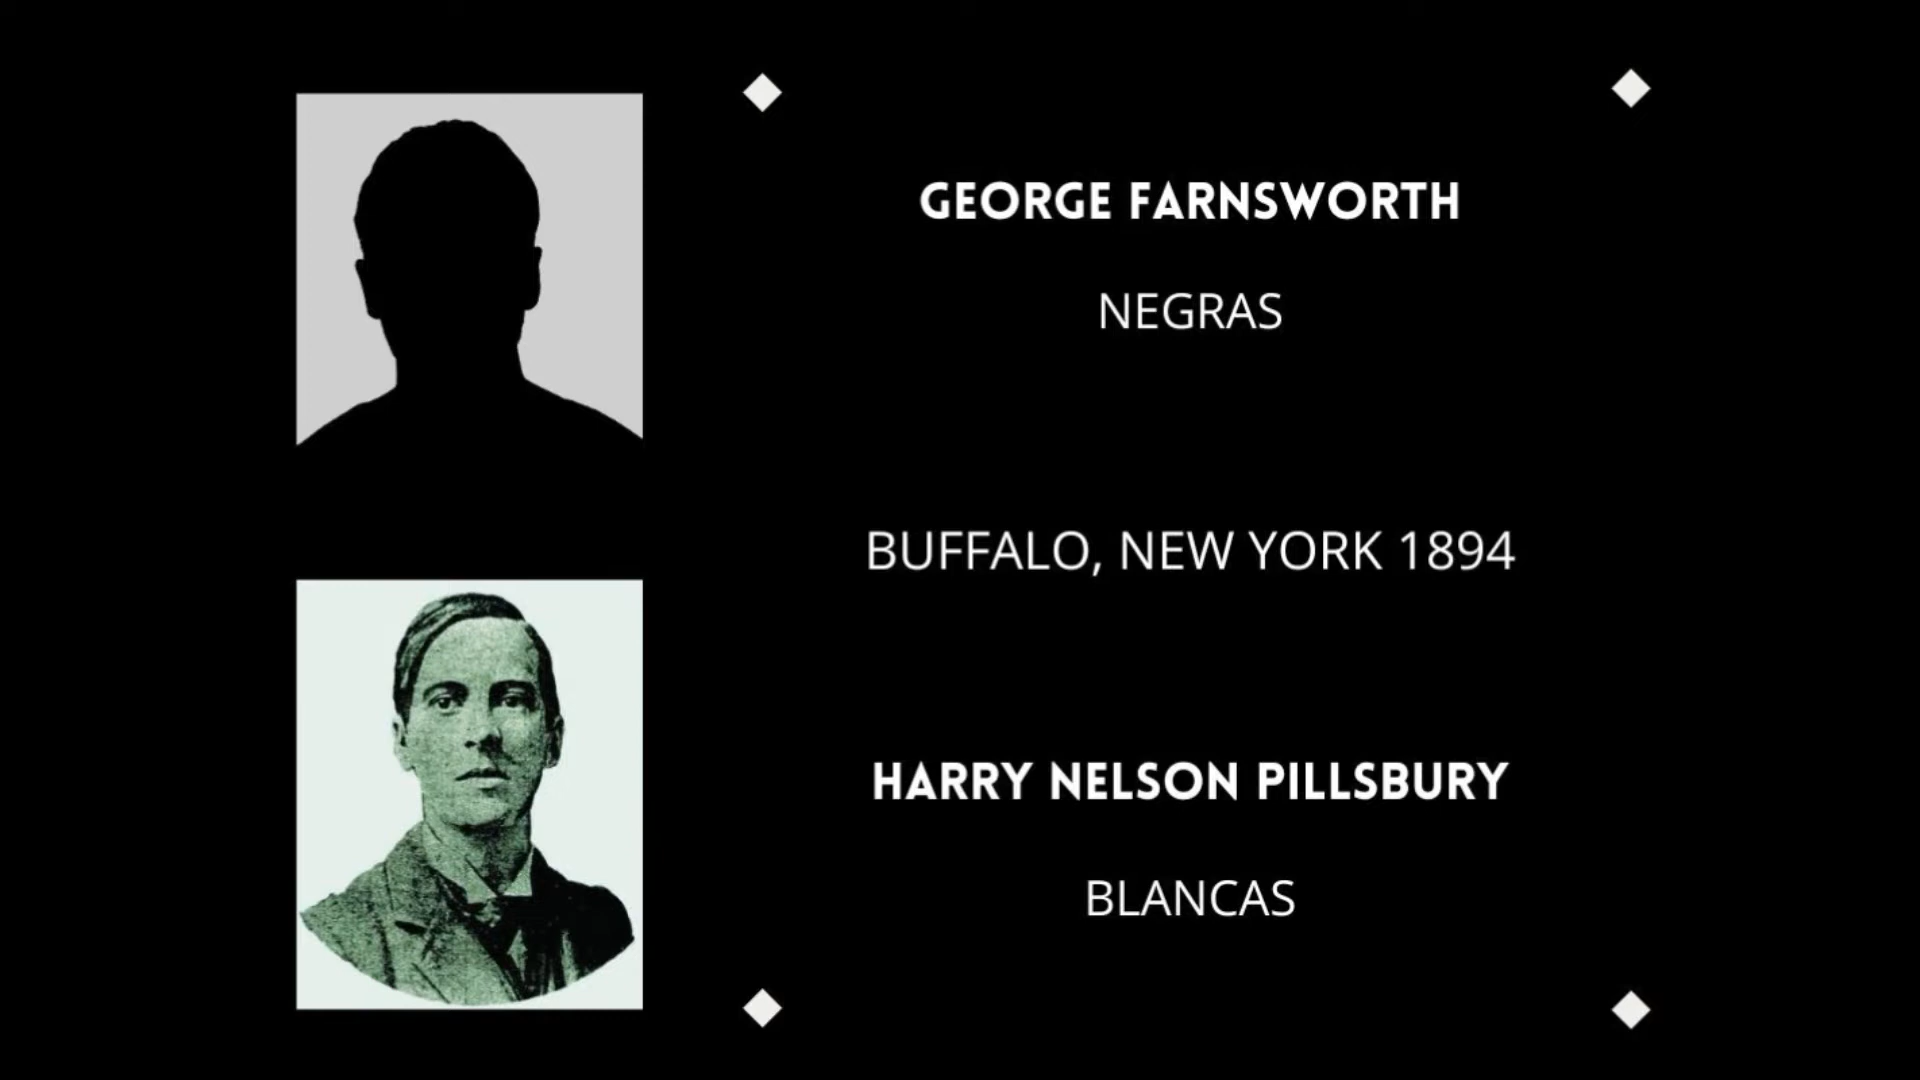 GEORGE FARNSWORTH
NEGRAS
BUFFALO, NEW YORK 1894
HARRY NELSON PILLSBURY
BLANCAS